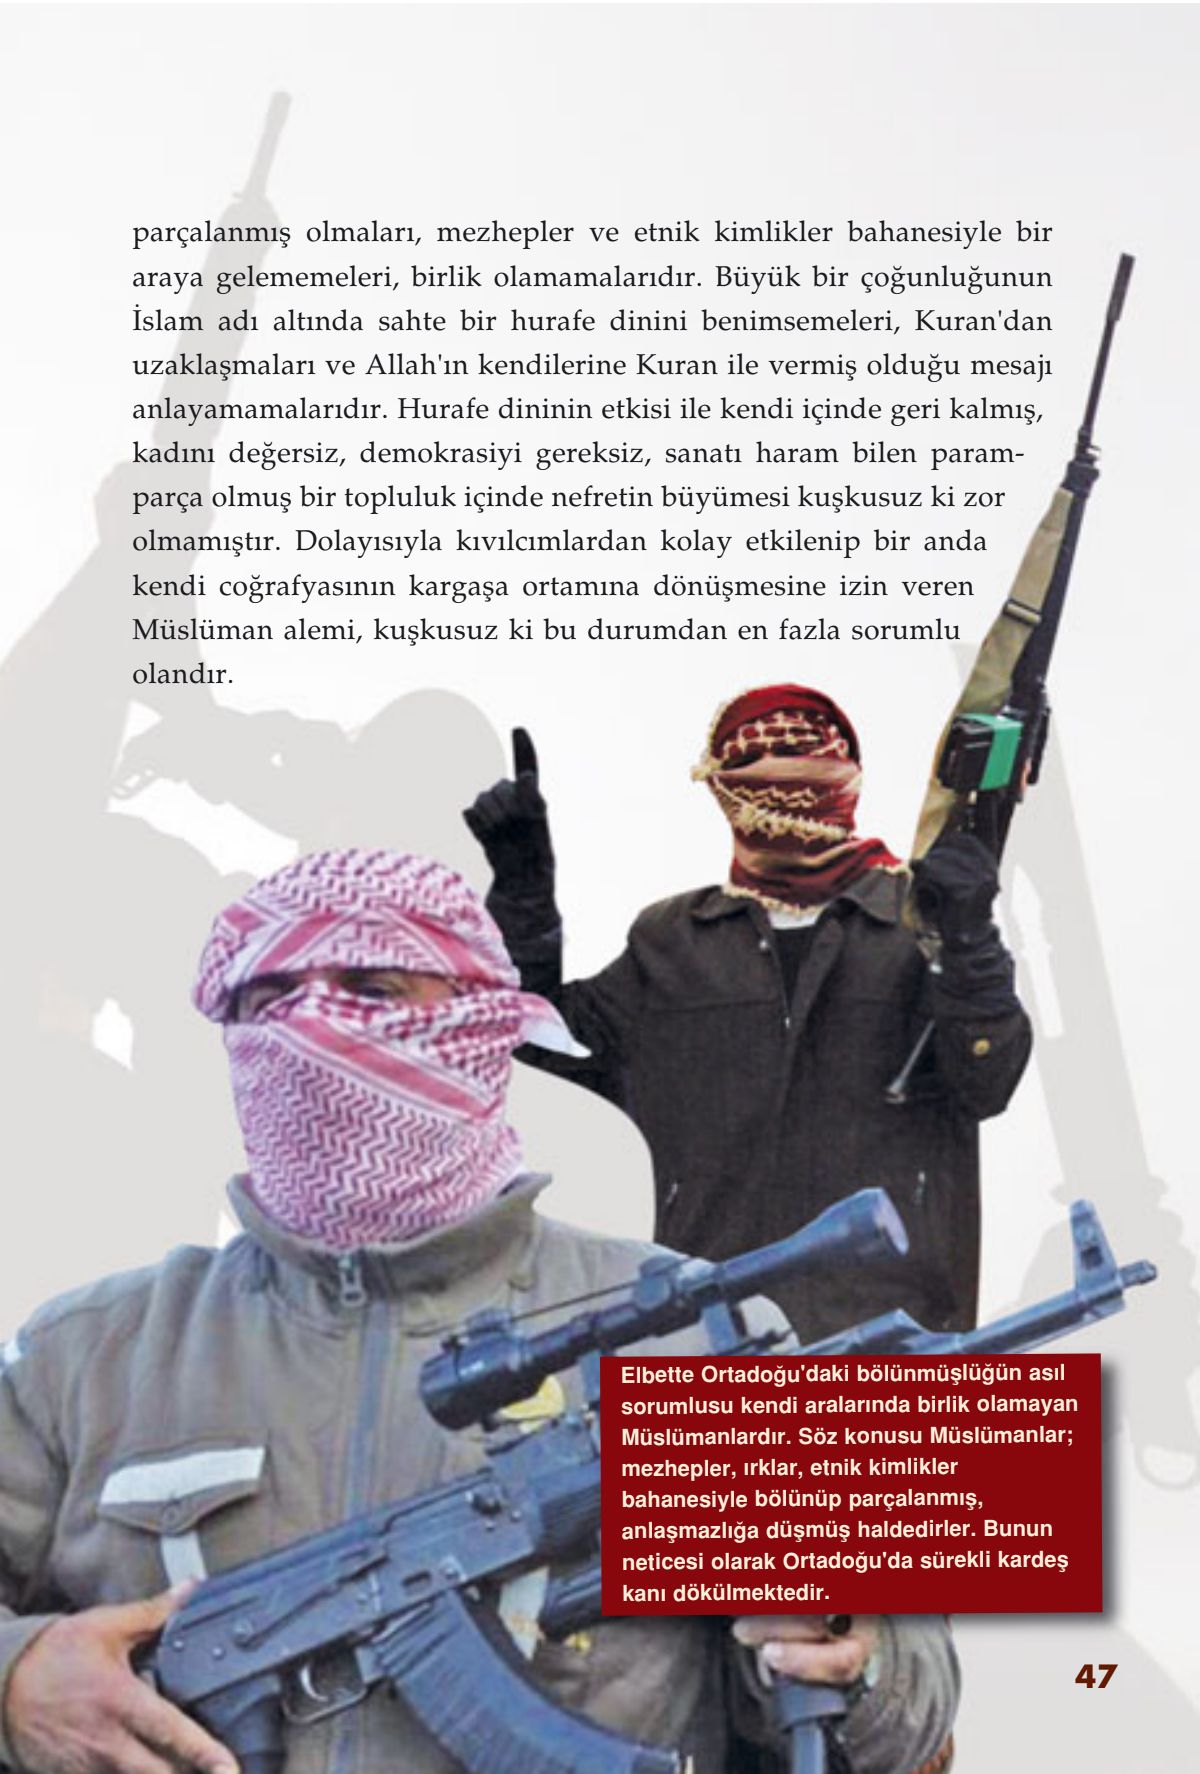 parçalanmış olmaları, mezhepler ve etnik kimlikler bahanesiyle bir
araya gelememeleri, birlik olamamalarıdır. Büyük bir çoğunluğunun
İslam adı altında sahte bir hurafe dinini benimsemeleri, Kuran'dan
uzaklaşmaları ve Allah'ın kendilerine Kuran ile vermiş olduğu mesajı
anlayamamalarıdır. Hurafe dininin etkisi ile kendi içinde geri kalmış,
kadını değersiz, demokrasiyi gereksiz, sanatı haram bilen param-
parça olmuş bir topluluk içinde nefretin büyümesi kuşkusuz ki zor
olmamıştır. Dolayısıyla kıvılcımlardan kolay etkilenip bir anda
kendi coğrafyasının kargaşa ortamına dönüşmesine izin veren
Müslüman alemi, kuşkusuz ki bu durumdan en fazla sorumlu
olandır.
Elbette Ortadoğu'daki bölünmüşlüğün asıl
sorumlusu kendi aralarında birlik olamayan
Müslümanlardır. Söz konusu Müslümanlar;
mezhepler, ırklar, etnik kimlikler
bahanesiyle bölünüp parçalanmış,
anlaşmazlığa düşmüş haldedirler. Bunun
neticesi olarak Ortadoğu'da sürekli kardeş
kanı dökülmektedir.
47